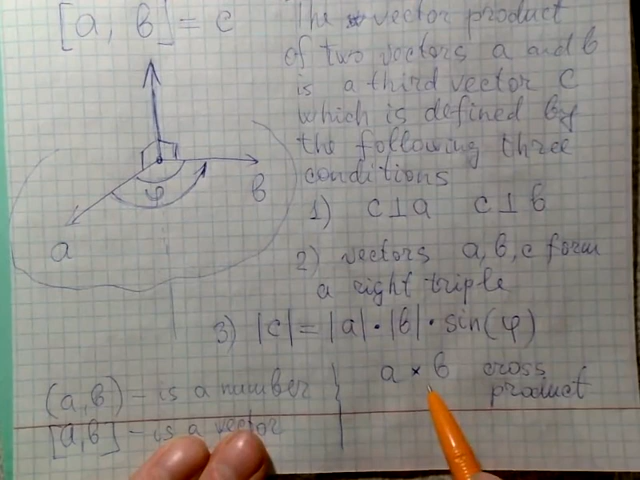 [a, b] = c
The vector product
of two vectors a and b
is a third vector c
which is defined by
the following three
conditions
φ
b
a
1) c⊥a c⊥b
2) vectors a, b, c form
a right triple
3) |c| = |a|·|b|·sin(φ)
(a,b) - is a number
[a,b] - is a vector
a × b cross
product